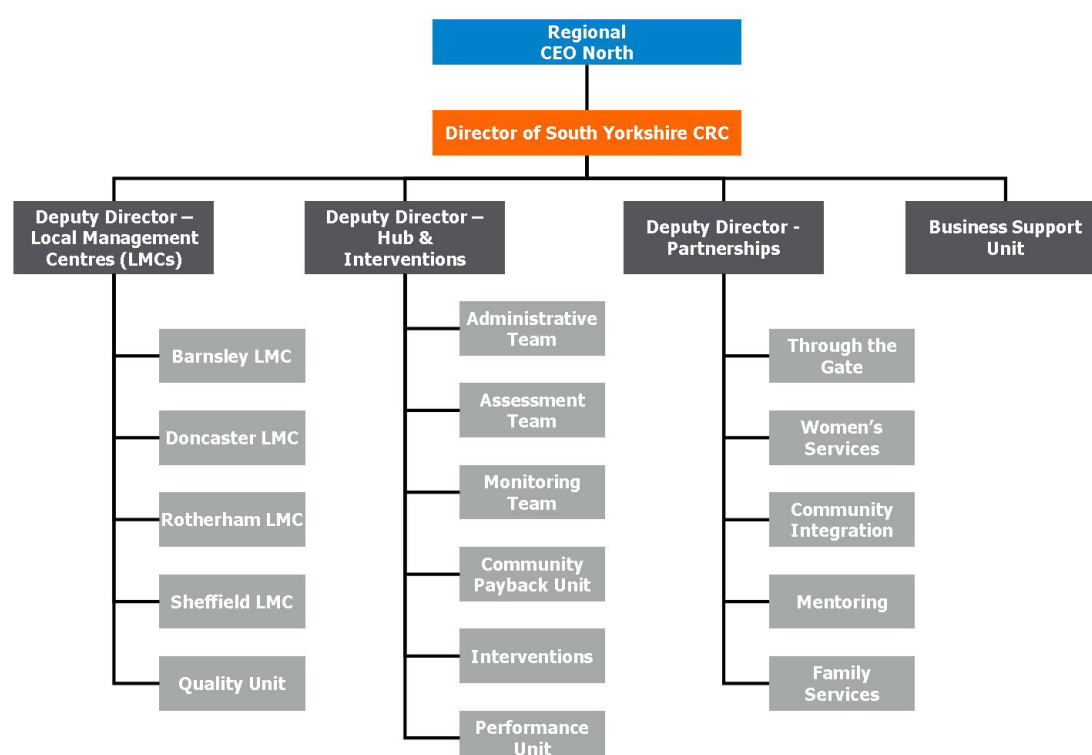 Regional
CEO North
Director of South Yorkshire CRC
Deputy Director –
Local Management
Centres (LMCs)
Deputy Director –
Hub &
Interventions
Deputy Director -
Partnerships
Business Support
Unit
Barnsley LMC
Doncaster LMC
Rotherham LMC
Sheffield LMC
Quality Unit
Administrative
Team
Assessment
Team
Monitoring
Team
Community
Payback Unit
Interventions
Performance
Unit
Through the
Gate
Women’s
Services
Community
Integration
Mentoring
Family
Services